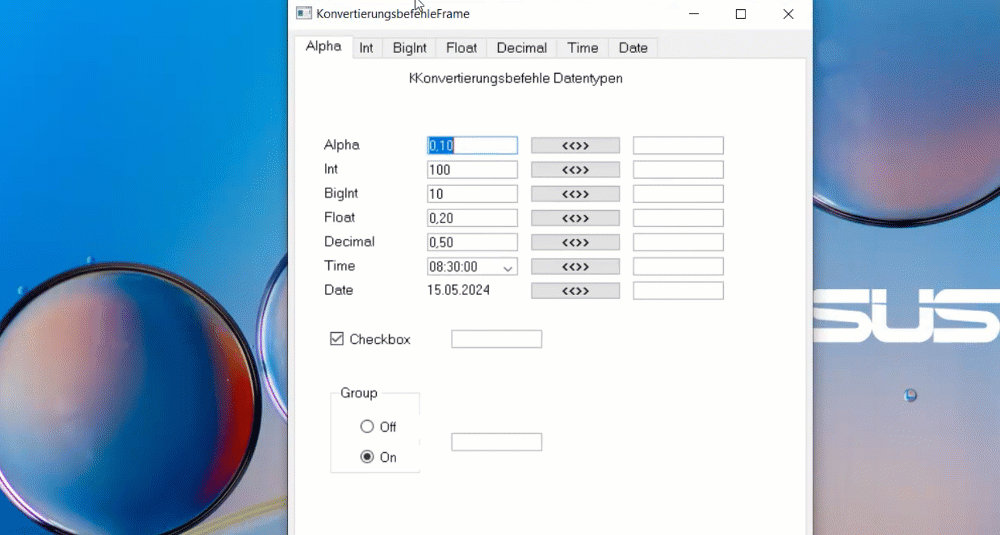 KonvertierungsbefehleFrame
Alpha Int BigInt Float Decimal Time Date
KKonvertierungsbefehle Datentypen
Alpha 0,10 <<>>
Int 100 <<>>
BigInt 10 <<>>
Float 0,20 <<>>
Decimal 0,50 <<>>
Time 08:30:00 <<>>
Date 15.05.2024 <<>>
SUS
Checkbox
Group
Off
On